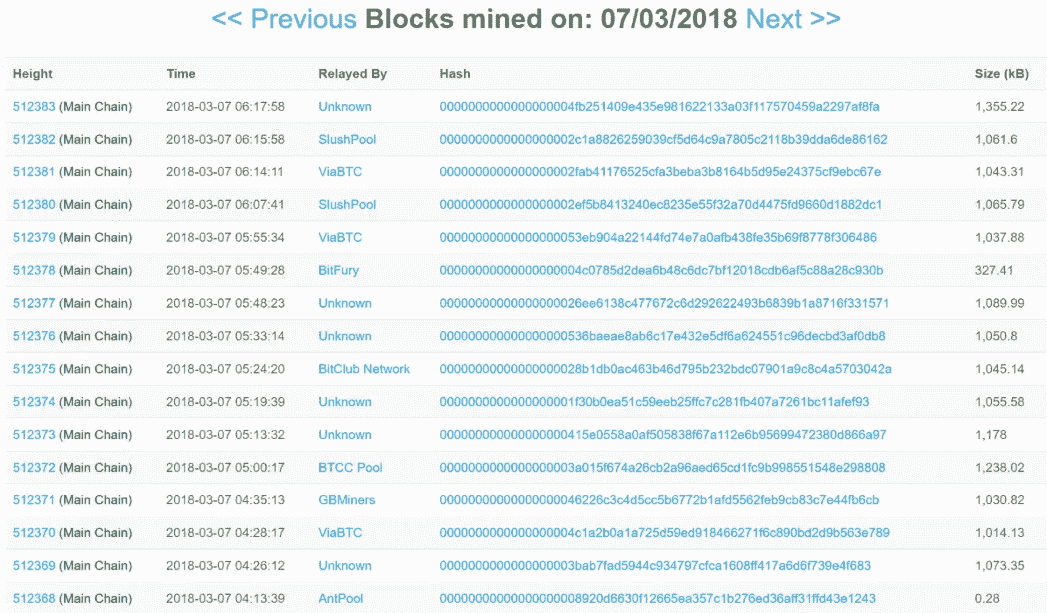 << Previous Blocks mined on: 07/03/2018 Next >>
Height Time Relayed By Hash Size (kB)
512383 (Main Chain) 2018-03-07 06:17:58 Unknown 0000000000000000004fb251409e435e981622133a03f117570459a2297af8fa 1,355.22
512382 (Main Chain) 2018-03-07 06:15:58 SlushPool 0000000000000000002c1a8826259039cf5d64c9a7805c2118b39dda6de86162 1,061.6
512381 (Main Chain) 2018-03-07 06:14:11 ViaBTC 0000000000000000002fab41176525cfa3beba3b8164b5d95e24375cf9ebc67e 1,043.31
512380 (Main Chain) 2018-03-07 06:07:41 SlushPool 0000000000000000002ef5b8413240ec8235e55f32a70d4475fd9660d1882dc1 1,065.79
512379 (Main Chain) 2018-03-07 05:55:34 ViaBTC 00000000000000000053eb904a22144fd74e7a0afb438fe35b69f8778f306486 1,037.88
512378 (Main Chain) 2018-03-07 05:49:28 BitFury 0000000000000000004c0785d2dea6b48c6dc7bf12018cdb6af5c88a28c930b 327.41
512377 (Main Chain) 2018-03-07 05:48:23 Unknown 00000000000000000026ee6138c477672c6d292622493b6839b1a8716f331571 1,089.99
512376 (Main Chain) 2018-03-07 05:33:14 Unknown 0000000000000000000536baeae8ab6c17e432e5df6a624551c96decbd3af0db8 1,050.8
512375 (Main Chain) 2018-03-07 05:24:20 BitClub Network 00000000000000000028b1db0ac463b46d795b232bdc07901a9c8c4a5703042a 1,045.14
512374 (Main Chain) 2018-03-07 05:19:39 Unknown 0000000000000000001f30b0ea51c59eeb25ffc7c281fb407a7261bc11afef93 1,055.58
512373 (Main Chain) 2018-03-07 05:13:32 Unknown 00000000000000000415e0558a0af505838f67a112e6b95699472380d866a97 1,178
512372 (Main Chain) 2018-03-07 05:00:17 BTCC Pool 0000000000000000003a015f674a26cb2a96aed65cd1fc9b998551548e298808 1,238.02
512371 (Main Chain) 2018-03-07 04:35:13 GBMiners 00000000000000000046226c3c4d5cc5b6772b1afd5562feb9cb83c7e44fb6cb 1,030.82
512370 (Main Chain) 2018-03-07 04:28:17 ViaBTC 0000000000000000004c1a2b0a1a725d59ed918466271f6c890bd2d9b563e789 1,014.13
512369 (Main Chain) 2018-03-07 04:26:12 Unknown 0000000000000000003bab7fad5944c934797cfca1608ff417a6d6f739e4f683 1,073.35
512368 (Main Chain) 2018-03-07 04:13:39 AntPool 0000000000000000008920d6630f12665ea357c1b276ed36aff31ffd43e1243 0.28